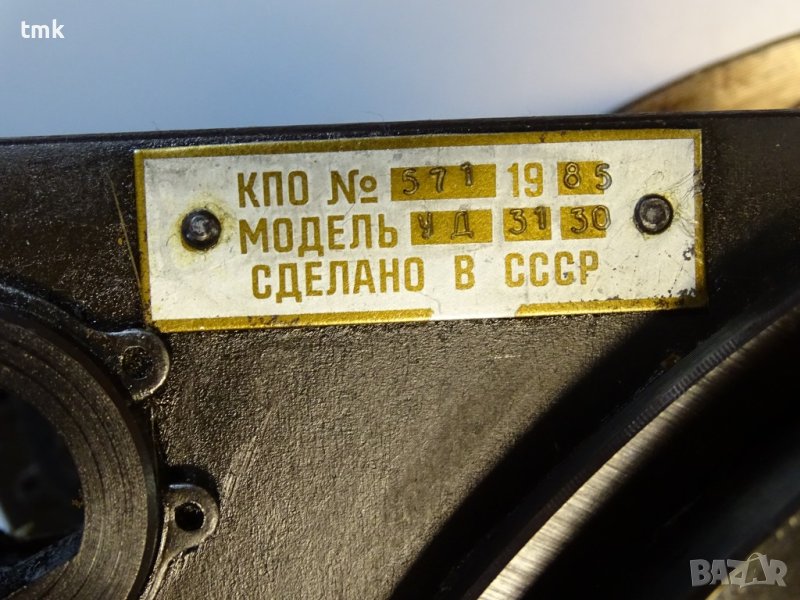 tmk
КПО № 571 1985
МОДЕЛЬ УД 3130
СДЕЛАНО В СССР
BAZAR